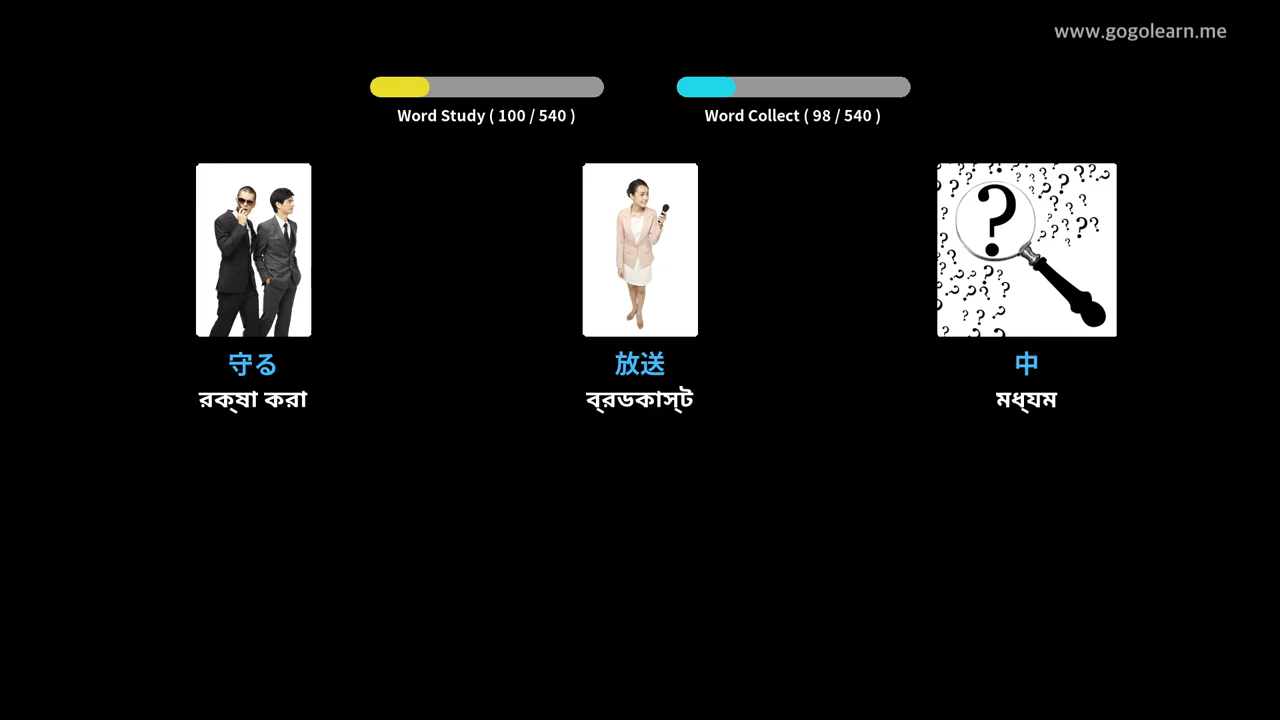 www.gogolearn.me
Word Study ( 100 / 540 )
Word Collect ( 98 / 540 )
守る
রক্ষা করা
放送
ব্রডকাস্ট
中
মধ্যম